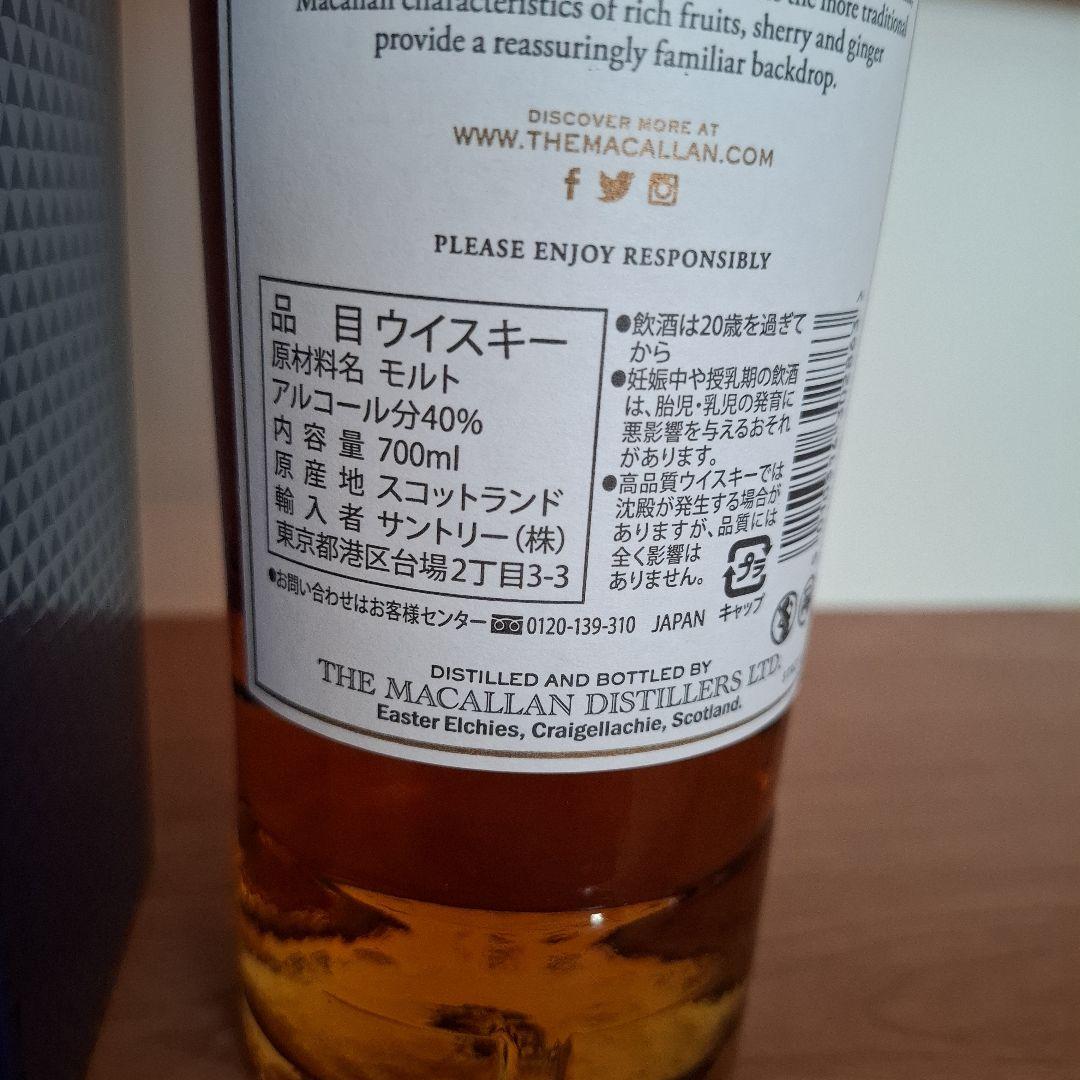 the more traditional
Macallan characteristics of rich fruits, sherry and ginger
provide a reassuringly familiar backdrop.
DISCOVER MORE AT
WWW.THEMACALLAN.COM
PLEASE ENJOY RESPONSIBLY
品 目 ウイスキー
原材料名 モルト
アルコール分40%
内容量 700ml
原産地 スコットランド
輸入者 サントリー(株)
東京都港区台場2丁目3-3
●飲酒は20歳を過ぎて
から
●妊娠中や授乳期の飲酒
は、胎児・乳児の発育に
悪影響を与えるおそれ
があります。
●高品質ウイスキーでは
沈殿が発生する場合が
ありますが、品質には
全く影響は
ありません。
プラ
キャップ
●お問い合わせはお客様センター 0120-139-310 JAPAN
DISTILLED AND BOTTLED BY
THE MACALLAN DISTILLERS LTD.
Easter Elchies, Craigellachie, Scotland.